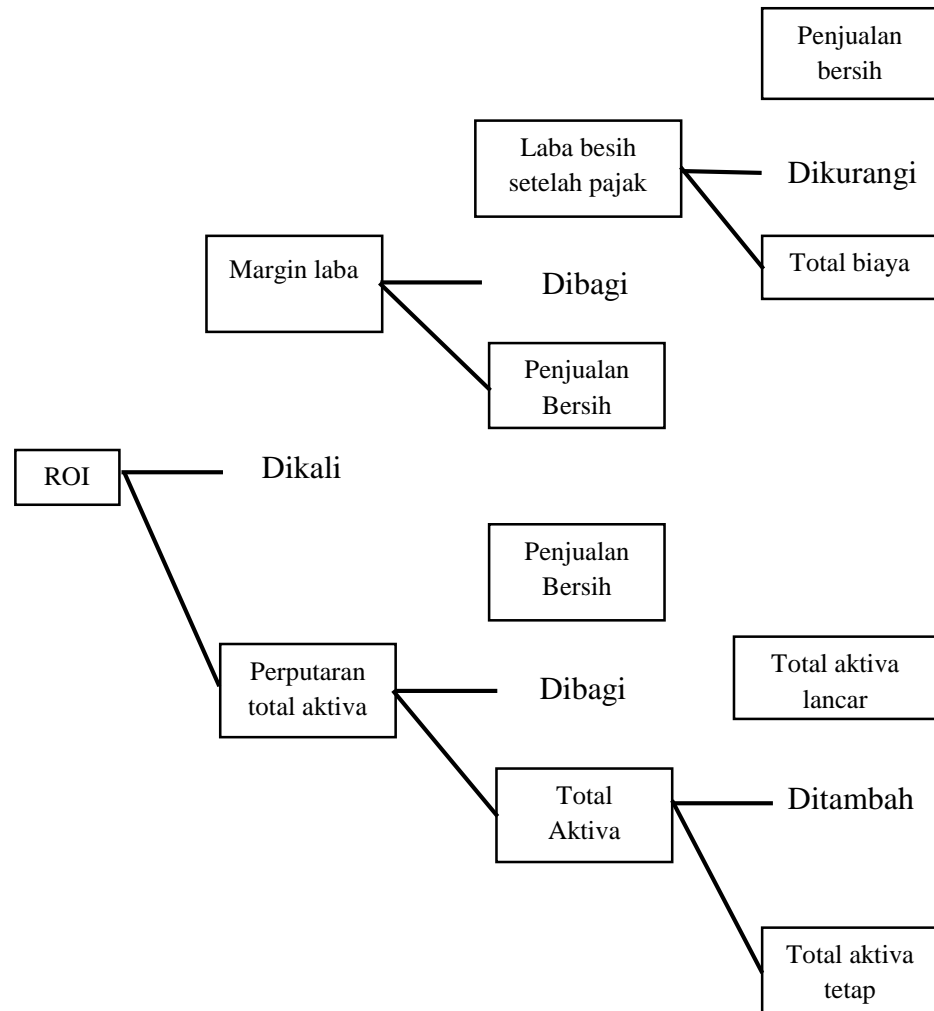 Penjualan
bersih
Laba besih
setelah pajak
Dikurangi
Margin laba
Dibagi
Total biaya
Penjualan
Bersih
ROI
Dikali
Penjualan
Bersih
Perputaran
total aktiva
Dibagi
Total aktiva
lancar
Total
Aktiva
Ditambah
Total aktiva
tetap